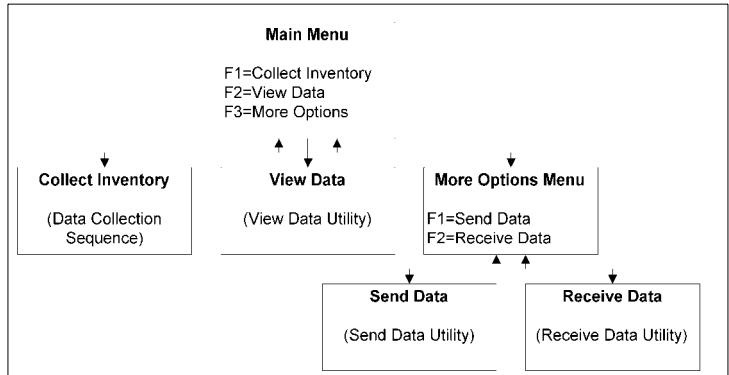 Main Menu
F1=Collect Inventory
F2=View Data
F3=More Options
Collect Inventory
(Data Collection
Sequence)
View Data
(View Data Utility)
More Options Menu
F1=Send Data
F2=Receive Data
Send Data
(Send Data Utility)
Receive Data
(Receive Data Utility)